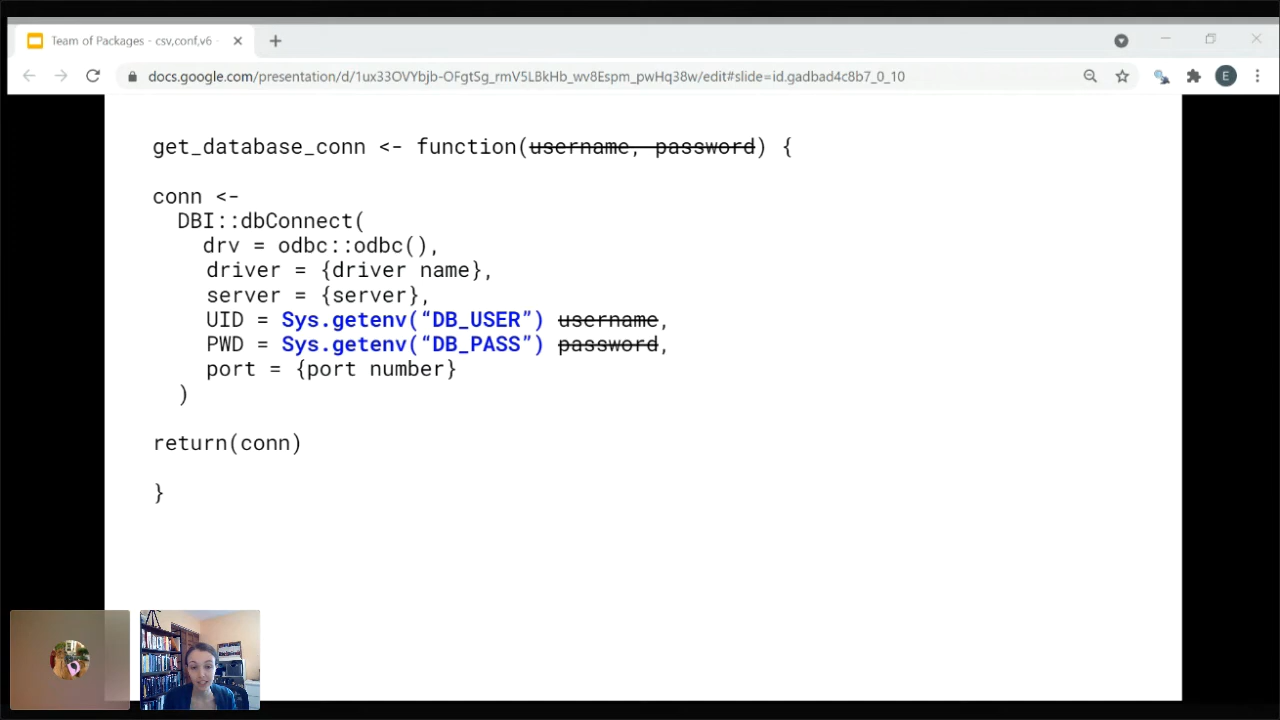 Team of Packages - csv,conf,v6 -
docs.google.com/presentation/d/1ux33OVYbjb-OFgtSg_rmV5LBkHb_wv8Espm_pwHq38w/edit#slide=id.gadbad4c8b7_0_10
E
get_database_conn <- function(username, password) {
conn <-
DBI::dbConnect(
drv = odbc::odbc(),
driver = {driver name},
server = {server},
UID = Sys.getenv(“DB_USER”) username,
PWD = Sys.getenv(“DB_PASS”) password,
port = {port number}
)
return(conn)
}